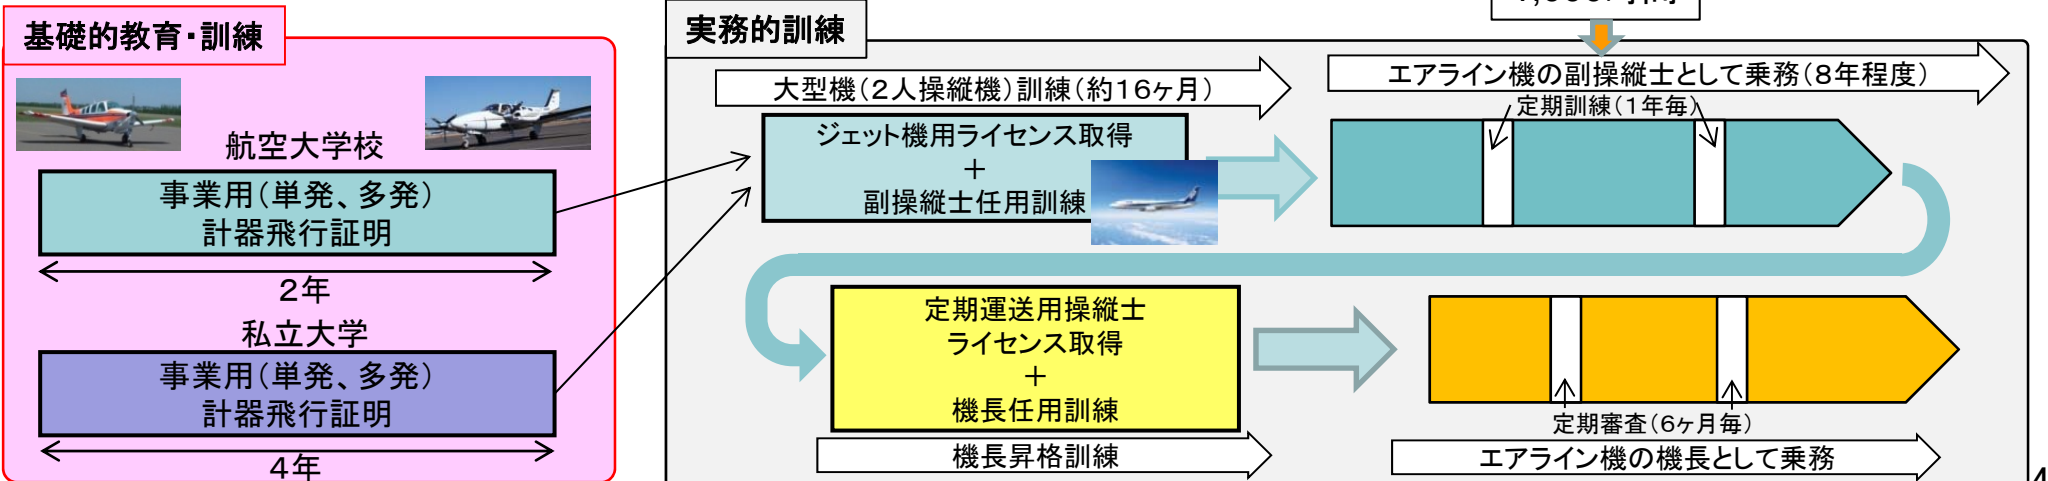 基礎的教育・訓練
航空大学校
事業用（単発、多発）
計器飛行証明
2年
私立大学
事業用（単発、多発）
計器飛行証明
4年
実務的訓練
大型機（2人操縦機）訓練（約16ヶ月）
ジェット機用ライセンス取得
＋
副操縦士任用訓練
エアライン機の副操縦士として乗務（8年程度）
定期訓練（1年毎）
定期運送用操縦士
ライセンス取得
＋
機長任用訓練
機長昇格訓練
定期審査（6ヶ月毎）
エアライン機の機長として乗務
4